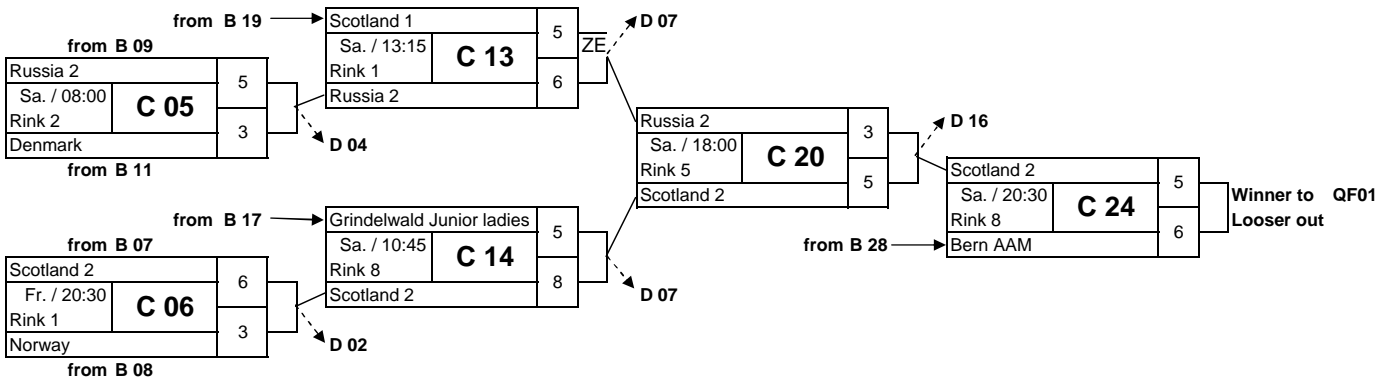 from B 19
Scotland 1
5
D 07
Sa. / 13:15
C 13
ZE
Rink 1
6
Russia 2
from B 09
Russia 2
5
Sa. / 08:00
C 05
Rink 2
3
Denmark
D 04
from B 11
Russia 2
3
D 16
Sa. / 18:00
C 20
Rink 5
5
Scotland 2
Scotland 2
5
Sa. / 20:30
C 24
Winner to QF01
Rink 8
6
Looser out
from B 28
Bern AAM
from B 17
Grindelwald Junior ladies
5
Sa. / 10:45
C 14
Rink 8
8
Scotland 2
D 07
from B 07
Scotland 2
6
Fr. / 20:30
C 06
Rink 1
3
Norway
D 02
from B 08